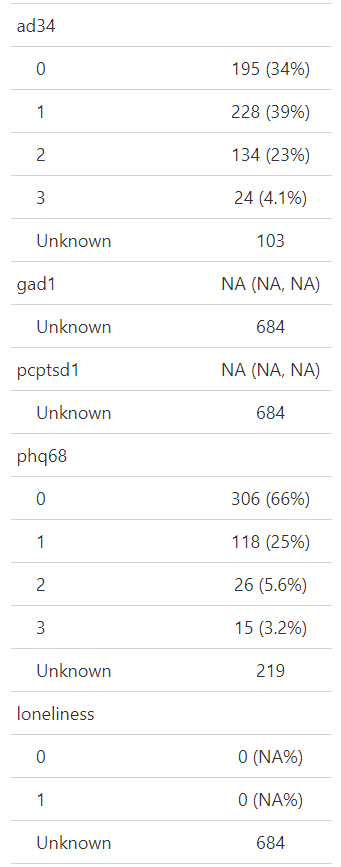 ad34
0 195 (34%)
1 228 (39%)
2 134 (23%)
3 24 (4.1%)
Unknown 103
gad1 NA (NA, NA)
Unknown 684
pcptsd1 NA (NA, NA)
Unknown 684
phq68
0 306 (66%)
1 118 (25%)
2 26 (5.6%)
3 15 (3.2%)
Unknown 219
loneliness
0 0 (NA%)
1 0 (NA%)
Unknown 684